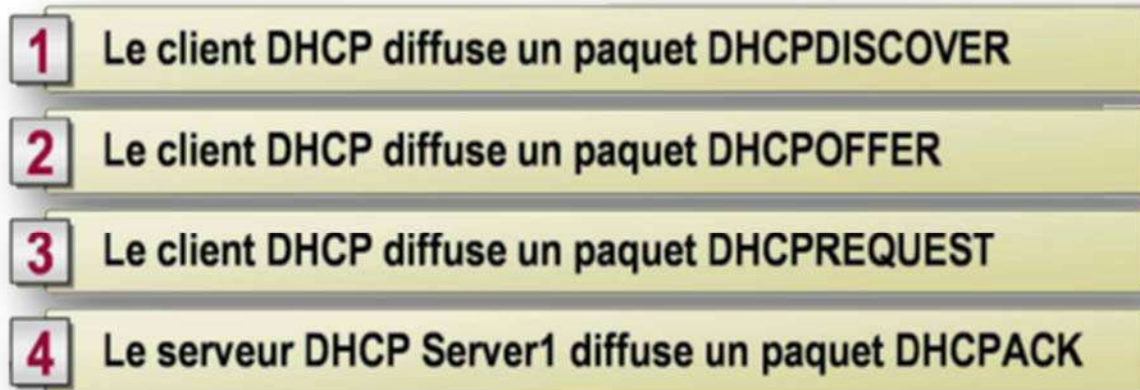 1 Le client DHCP diffuse un paquet DHCPDISCOVER
2 Le client DHCP diffuse un paquet DHCPOFFER
3 Le client DHCP diffuse un paquet DHCPREQUEST
4 Le serveur DHCP Server1 diffuse un paquet DHCPACK